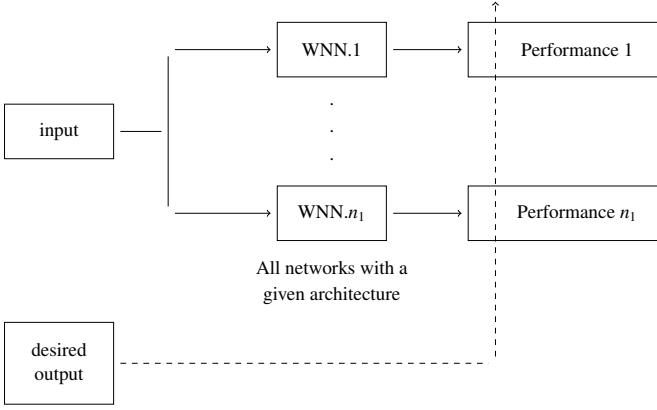 WNN.1
Performance 1
input
.
.
.
WNN.n₁
Performance n₁
All networks with a
given architecture
desired
output